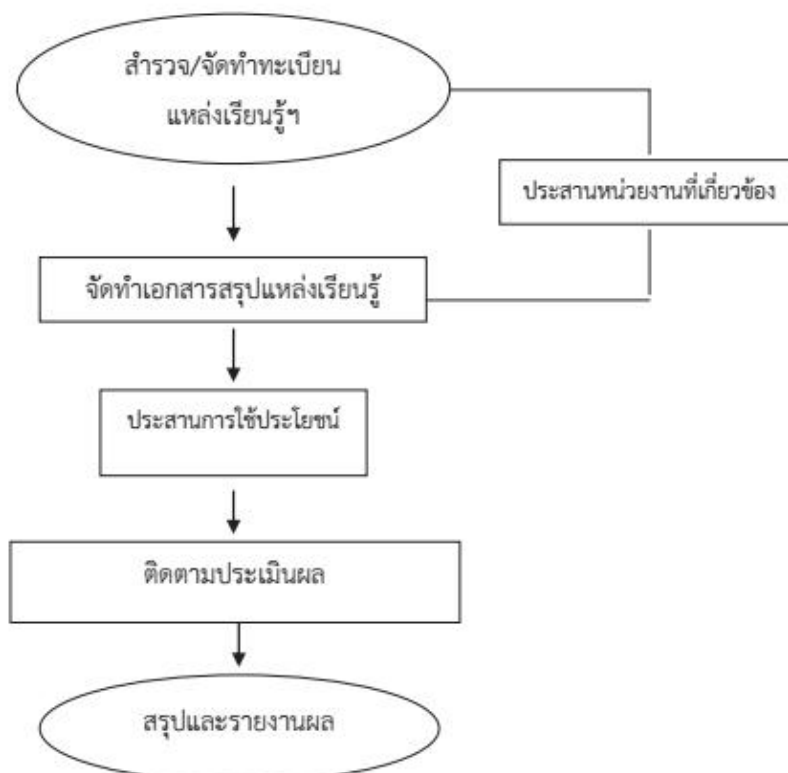 สำรวจ/จัดทำทะเบียน
แหล่งเรียนรู้ฯ
ประสานหน่วยงานที่เกี่ยวข้อง
จัดทำเอกสารสรุปแหล่งเรียนรู้
ประสานการใช้ประโยชน์
ติดตามประเมินผล
สรุปและรายงานผล